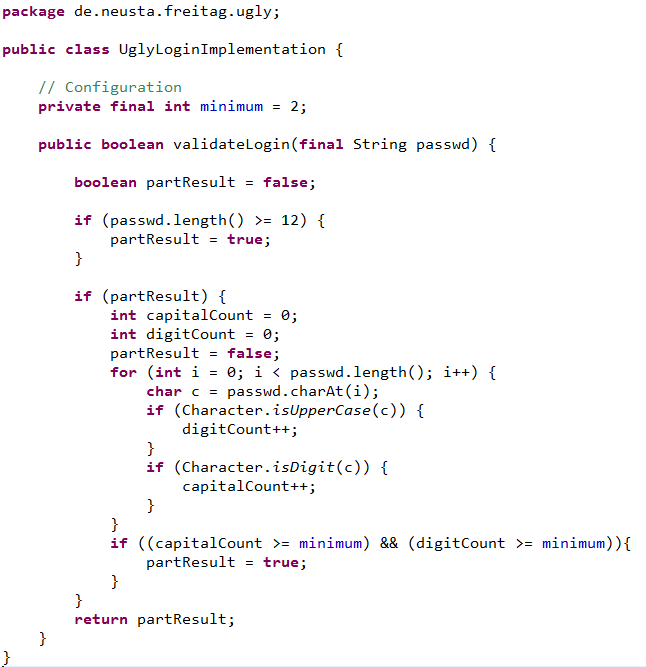 package de.neusta.freitag.ugly;
public class UglyLoginImplementation {
// Configuration
private final int minimum = 2;
public boolean validateLogin(final String passwd) {
boolean partResult = false;
if (passwd.length() >= 12) {
partResult = true;
}
if (partResult) {
int capitalCount = 0;
int digitCount = 0;
partResult = false;
for (int i = 0; i < passwd.length(); i++) {
char c = passwd.charAt(i);
if (Character.isUpperCase(c)) {
digitCount++;
}
if (Character.isDigit(c)) {
capitalCount++;
}
}
if ((capitalCount >= minimum) && (digitCount >= minimum)){
partResult = true;
}
}
return partResult;
}
}